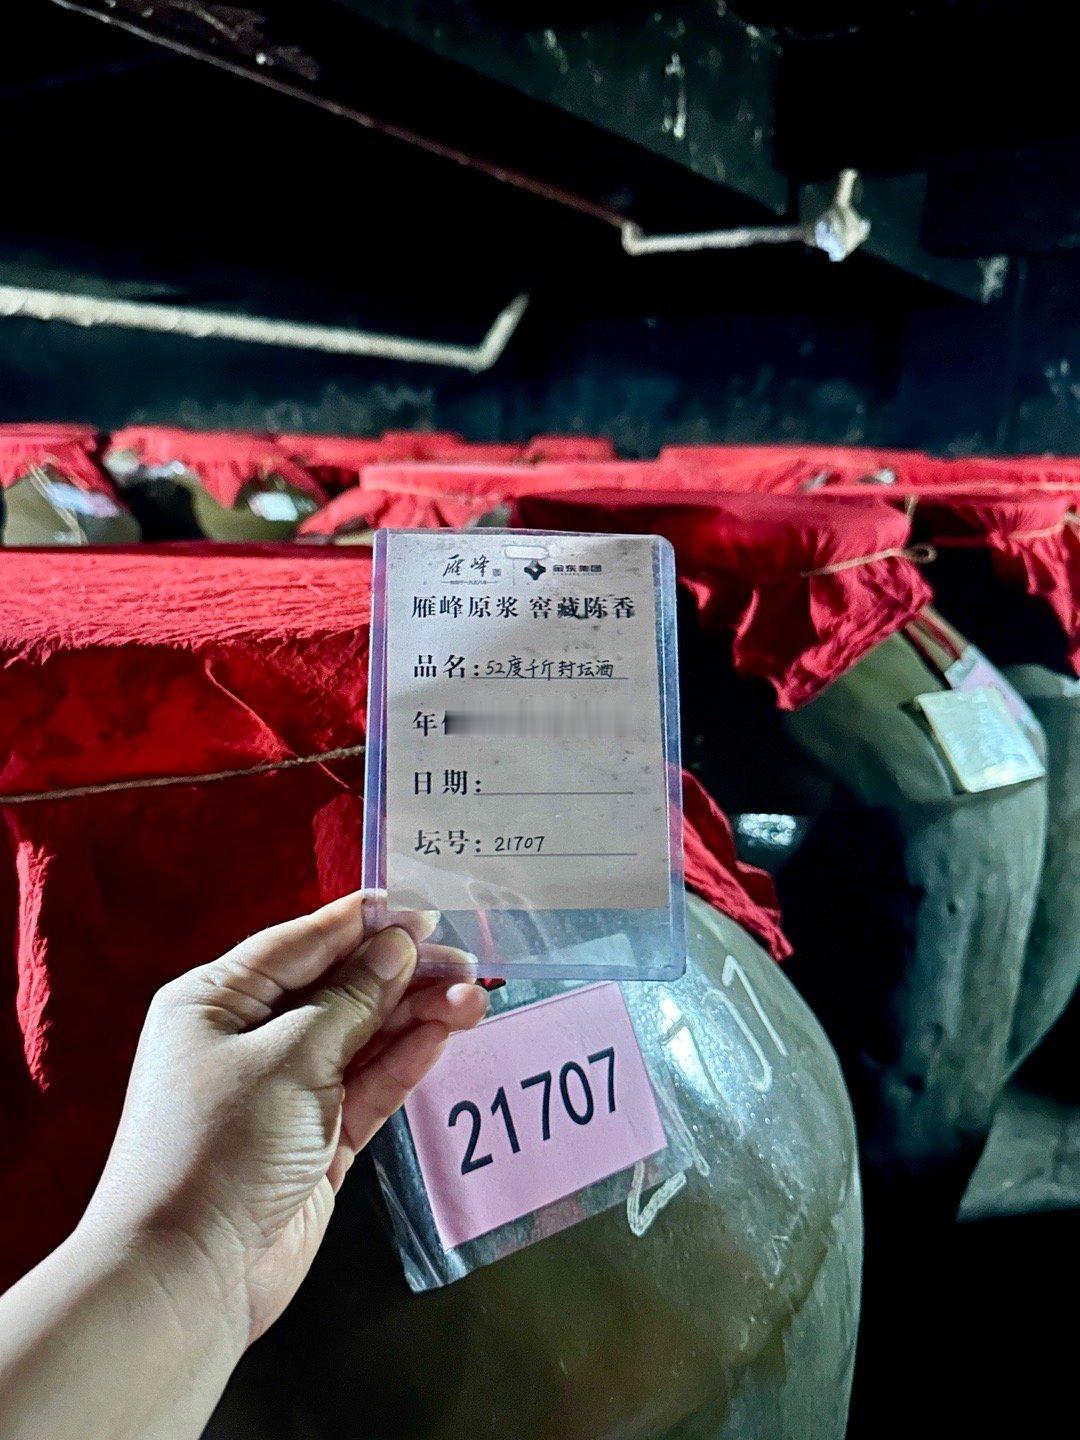 雁峰 金东集团
雁峰原浆 窖藏陈香
品名:52度千斤封坛酒
年
日期:
坛号:21707
21707